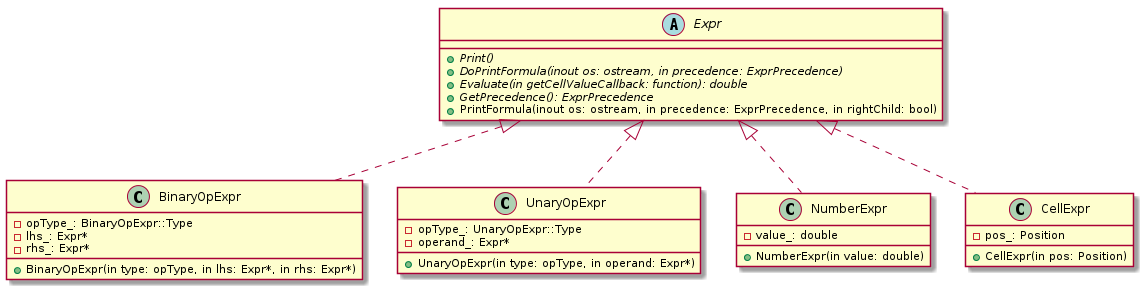 A Expr
Print()
DoPrintFormula(inout os: ostream, in precedence: ExprPrecedence)
Evaluate(in getCellValueCallback: function): double
GetPrecedence(): ExprPrecedence
PrintFormula(inout os: ostream, in precedence: ExprPrecedence, in rightChild: bool)
C BinaryOpExpr
opType_: BinaryOpExpr::Type
lhs_: Expr*
rhs_: Expr*
BinaryOpExpr(in type: opType, in lhs: Expr*, in rhs: Expr*)
C UnaryOpExpr
opType_: UnaryOpExpr::Type
operand_: Expr*
UnaryOpExpr(in type: opType, in operand: Expr*)
C NumberExpr
value_: double
NumberExpr(in value: double)
C CellExpr
pos_: Position
CellExpr(in pos: Position)